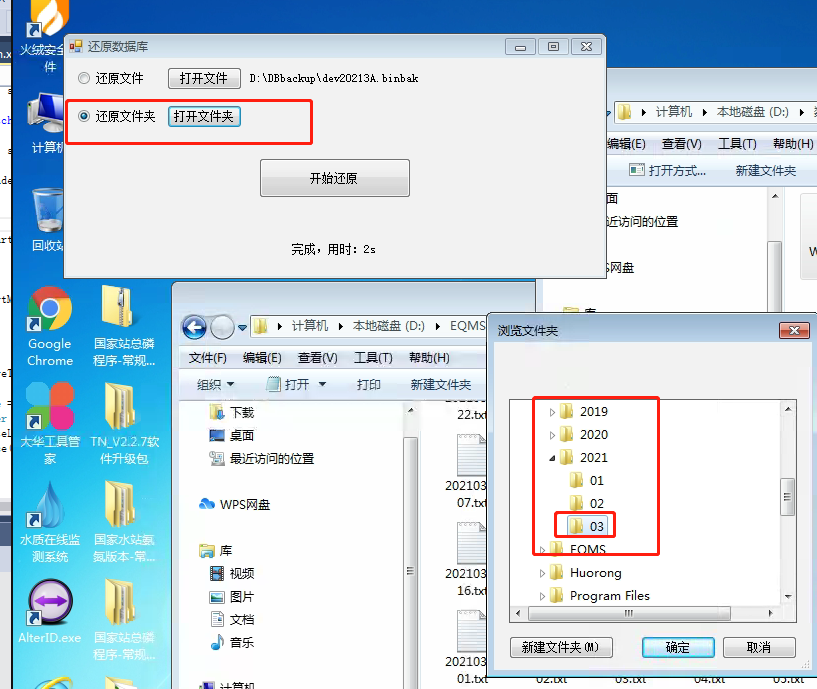 火绒安全
件
计算机
回收站
Google
Chrome
国家站总磷
程序-常规...
大华工具管
家
TN_V2.2.7软
件升级包
水质在线监
测系统
国家水站氨
氮版本-常...
AlterID.exe
国家站总磷
程序-常规...
还原数据库
还原文件
打开文件
D:\DBbackup\dev20213A.binbak
还原文件夹
打开文件夹
开始还原
完成，用时：2s
计算机
本地磁盘 (D:)
编辑(E)
查看(V)
工具(T)
帮助(H)
打开方式...
新建文件夹
面
近访问的位置
网盘
库
W
计算机
本地磁盘 (D:)
EQMS
文件(F)
编辑(E)
查看(V)
工具(T)
帮助(H)
组织
打开
打印
新建文件夹
下载
桌面
最近访问的位置
WPS网盘
库
视频
图片
文档
音乐
计算机
22.txt
202103
07.txt
202103
16.txt
202103
01.txt
02.txt
03.txt
04.txt
05.txt
浏览文件夹
2019
2020
2021
01
02
03
EQMS
Huorong
Program Files
新建文件夹(M)
确定
取消